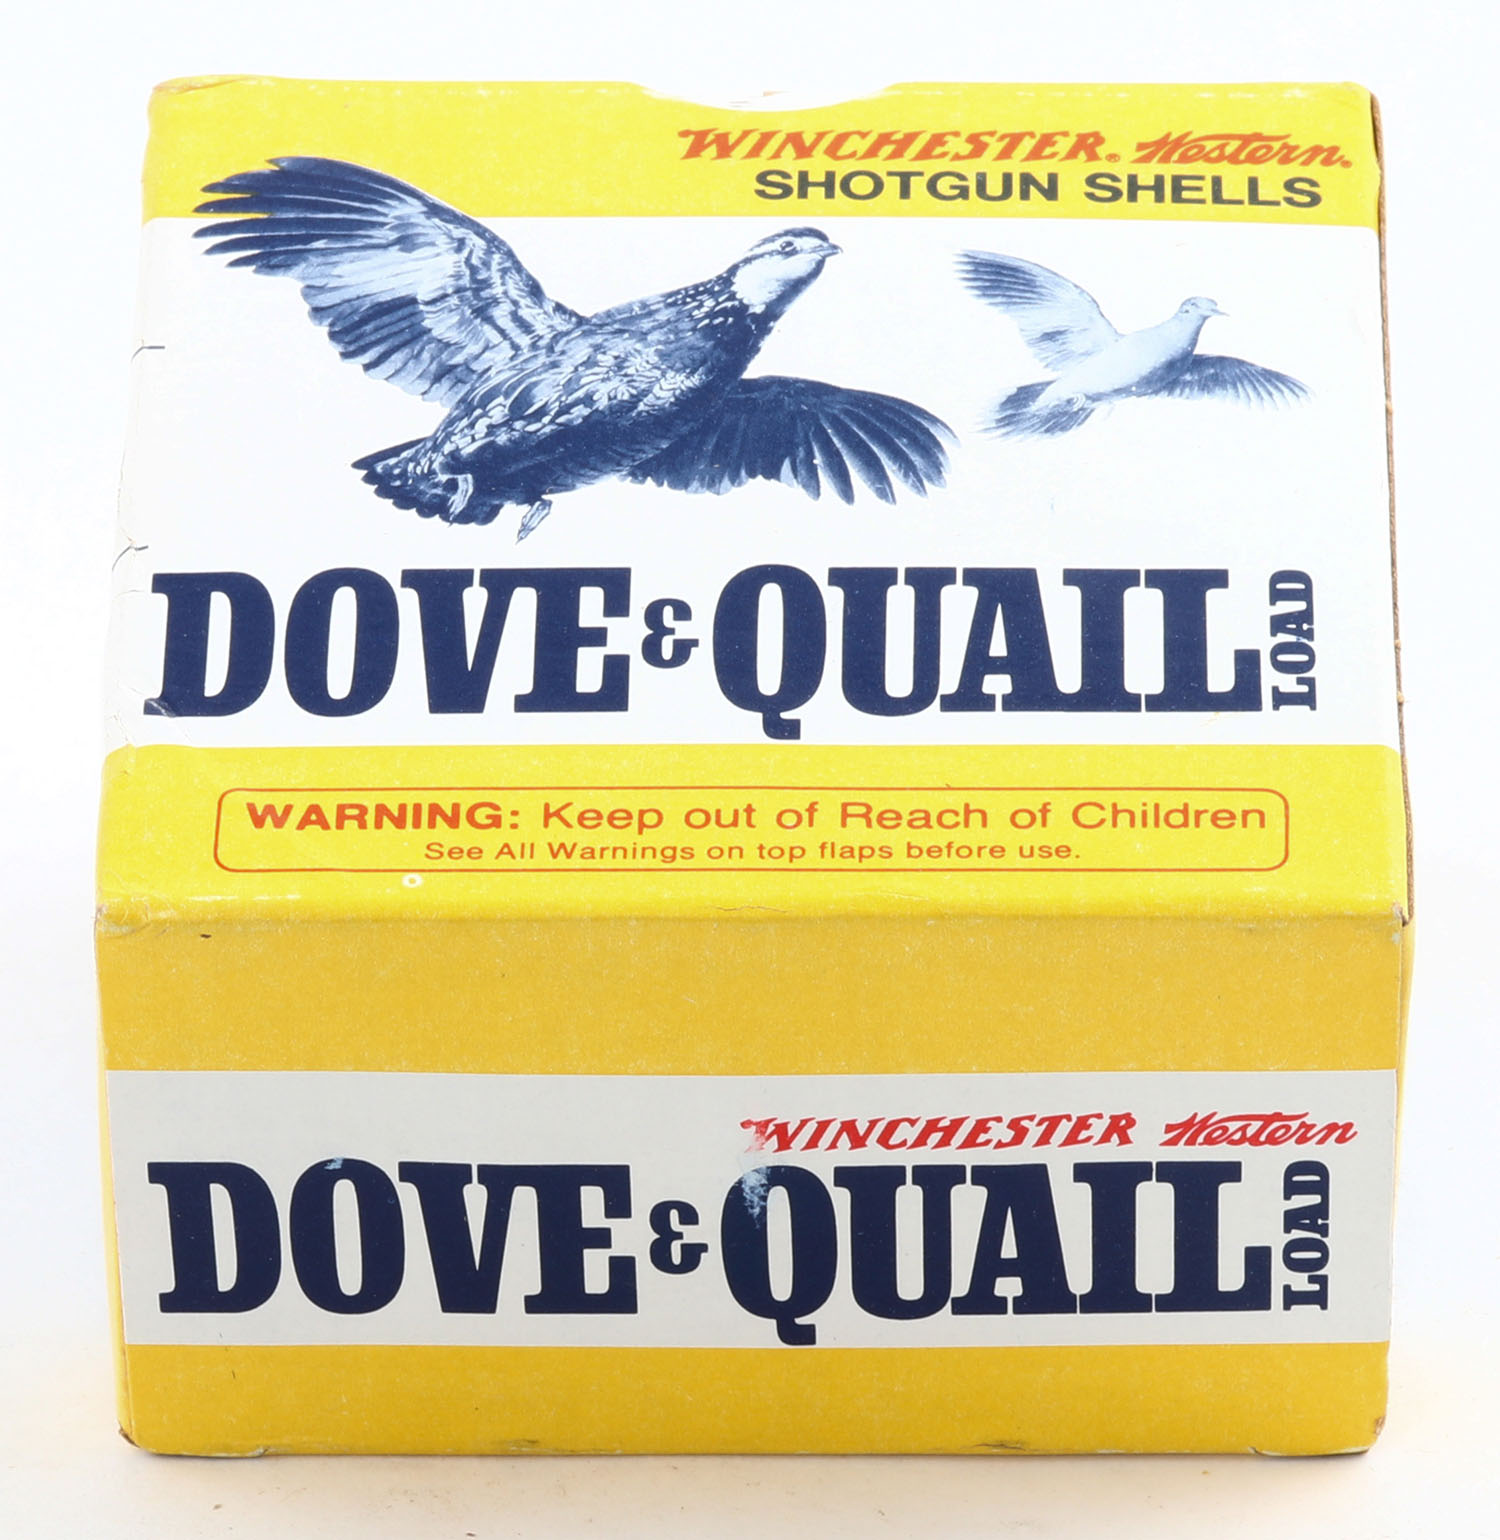 WINCHESTER® Western®
SHOTGUN SHELLS
DOVE & QUAIL LOAD
WARNING: Keep out of Reach of Children
See All Warnings on top flaps before use.
WINCHESTER Western
DOVE & QUAIL LOAD